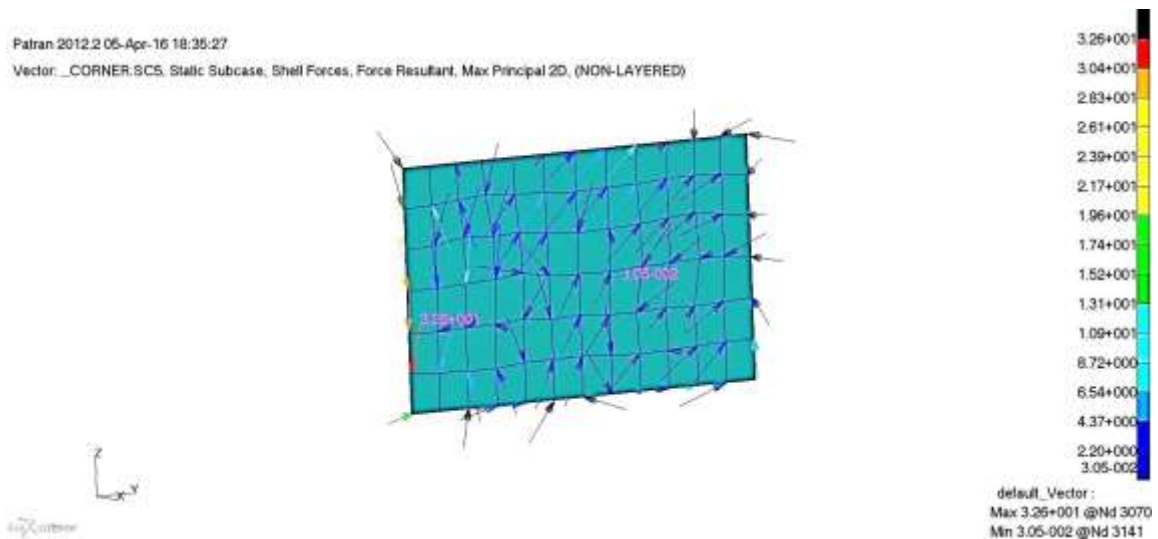 Patran 2012.2 05-Apr-16 18:35:27
Vector: _CORNER.SC5, Static Subcase, Shell Forces, Force Resultant, Max Principal 2D, (NON-LAYERED)
3.26+001
3.04+001
2.83+001
2.61+001
2.39+001
2.17+001
1.96+001
1.74+001
1.52+001
1.31+001
1.09+001
8.72+000
6.54+000
4.37+000
2.20+000
3.05-002
3.05-002
3.26+001
Z
Y
X
default_Vector :
Max 3.26+001 @Nd 3070
Min 3.05-002 @Nd 3141